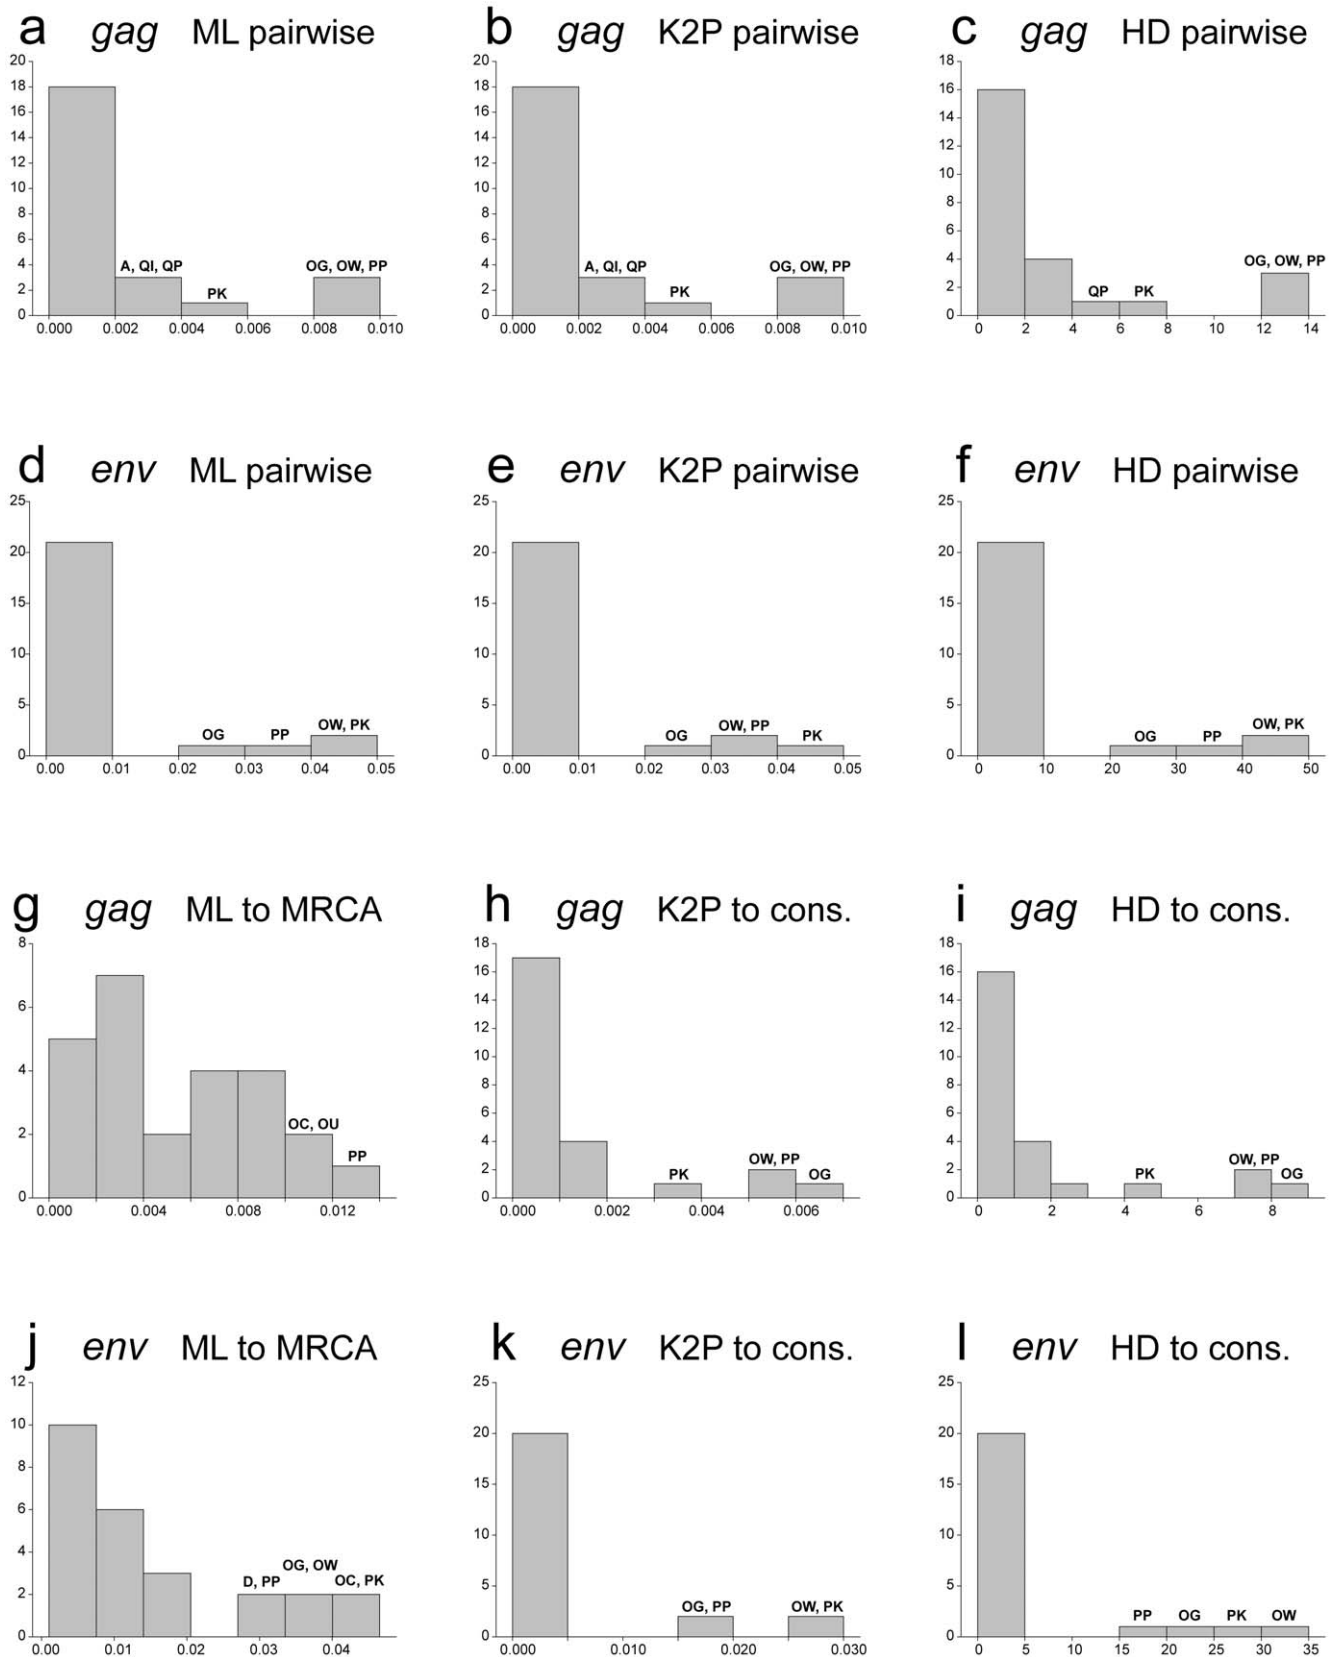 a gag ML pairwise
20
18
16
14
12
10
8
6
4
2
0
A, QI, QP
PK
OG, OW, PP
0.000 0.002 0.004 0.006 0.008 0.010
b gag K2P pairwise
20
18
16
14
12
10
8
6
4
2
0
A, QI, QP
PK
OG, OW, PP
0.000 0.002 0.004 0.006 0.008 0.010
c gag HD pairwise
18
16
14
12
10
8
6
4
2
0
QP
PK
OG, OW, PP
0 2 4 6 8 10 12 14
d env ML pairwise
25
20
15
10
5
0
OG
PP
OW, PK
0.00 0.01 0.02 0.03 0.04 0.05
e env K2P pairwise
25
20
15
10
5
0
OG
OW, PP
PK
0.00 0.01 0.02 0.03 0.04 0.05
f env HD pairwise
25
20
15
10
5
0
OG
PP
OW, PK
0 10 20 30 40 50
g gag ML to MRCA
8
6
4
2
0
OC, OU
PP
0.000 0.004 0.008 0.012
h gag K2P to cons.
18
16
14
12
10
8
6
4
2
0
PK
OW, PP
OG
0.000 0.002 0.004 0.006
i gag HD to cons.
18
16
14
12
10
8
6
4
2
0
PK
OW, PP
OG
0 2 4 6 8
j env ML to MRCA
12
10
8
6
4
2
0
D, PP
OG, OW
OC, PK
0.00 0.01 0.02 0.03 0.04
k env K2P to cons.
25
20
15
10
5
0
OG, PP
OW, PK
0.000 0.010 0.020 0.030
l env HD to cons.
25
20
15
10
5
0
PP
OG
PK
OW
0 5 10 15 20 25 30 35